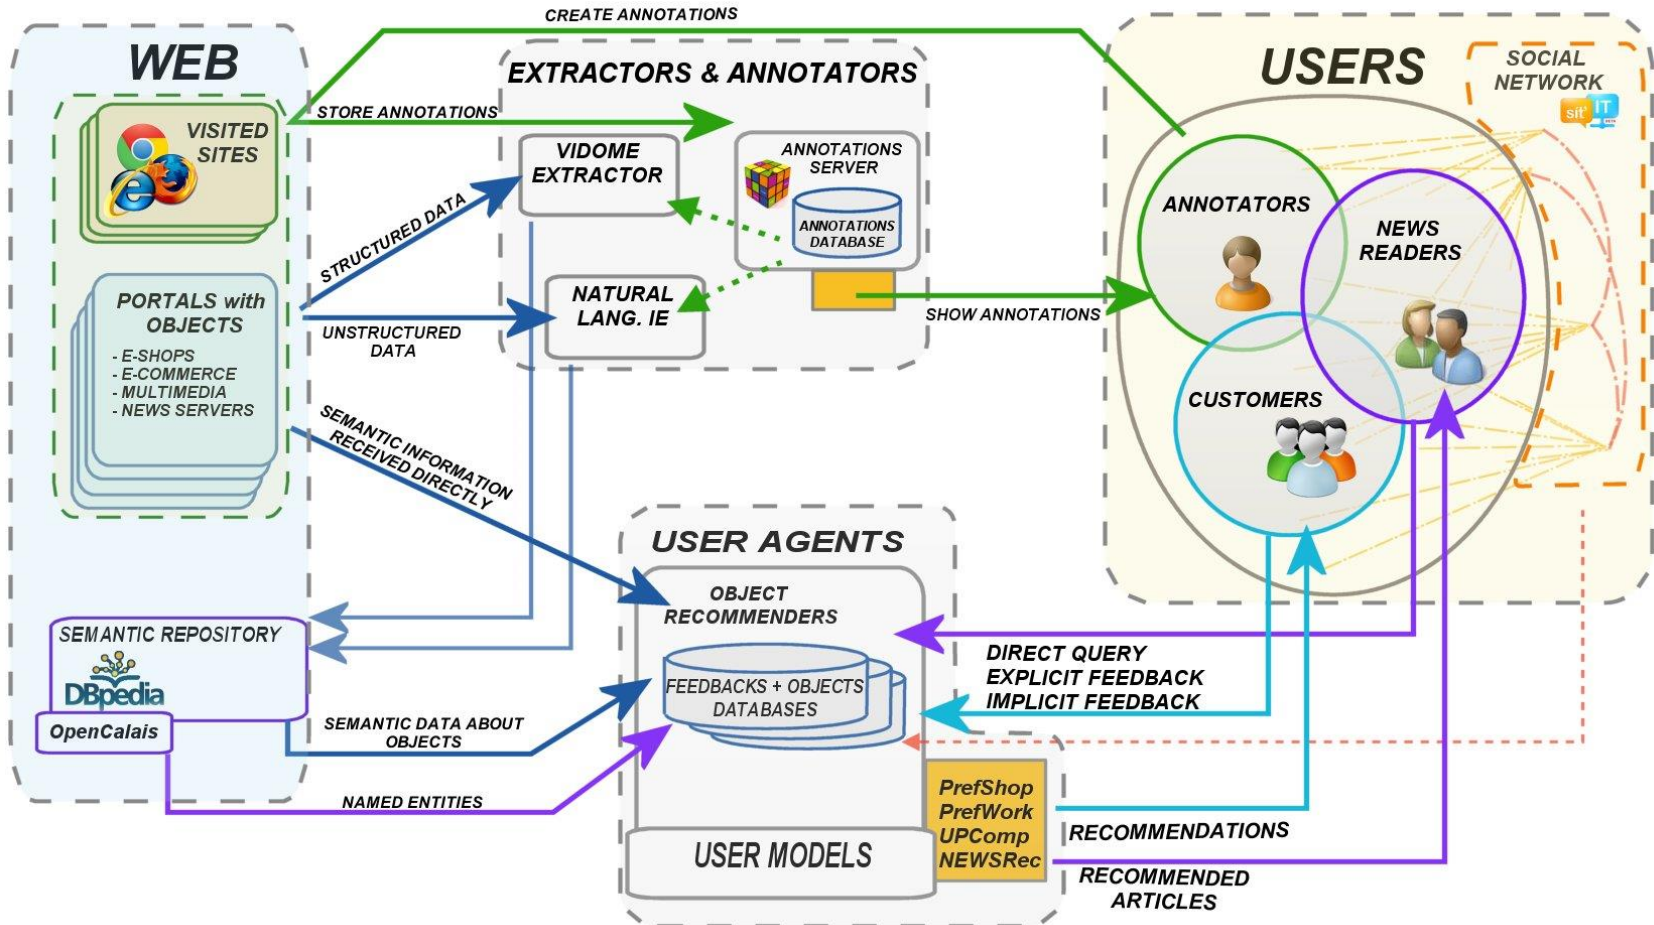 CREATE ANNOTATIONS
WEB
VISITED
SITES
PORTALS with
OBJECTS
- E-SHOPS
- E-COMMERCE
- MULTIMEDIA
- NEWS SERVERS
SEMANTIC REPOSITORY
DBpedia
OpenCalais
STORE ANNOTATIONS
STRUCTURED DATA
UNSTRUCTURED
DATA
SEMANTIC INFORMATION
RECEIVED DIRECTLY
SEMANTIC DATA ABOUT
OBJECTS
NAMED ENTITIES
EXTRACTORS & ANNOTATORS
VIDOME
EXTRACTOR
ANNOTATIONS
SERVER
ANNOTATIONS
DATABASE
NATURAL
LANG. IE
SHOW ANNOTATIONS
USERS
SOCIAL
NETWORK
sit'
IT
ANNOTATORS
NEWS
READERS
CUSTOMERS
USER AGENTS
OBJECT
RECOMMENDERS
FEEDBACKS + OBJECTS
DATABASES
USER MODELS
DIRECT QUERY
EXPLICIT FEEDBACK
IMPLICIT FEEDBACK
PrefShop
PrefWork
UPComp
NEWSRec
RECOMMENDATIONS
RECOMMENDED
ARTICLES